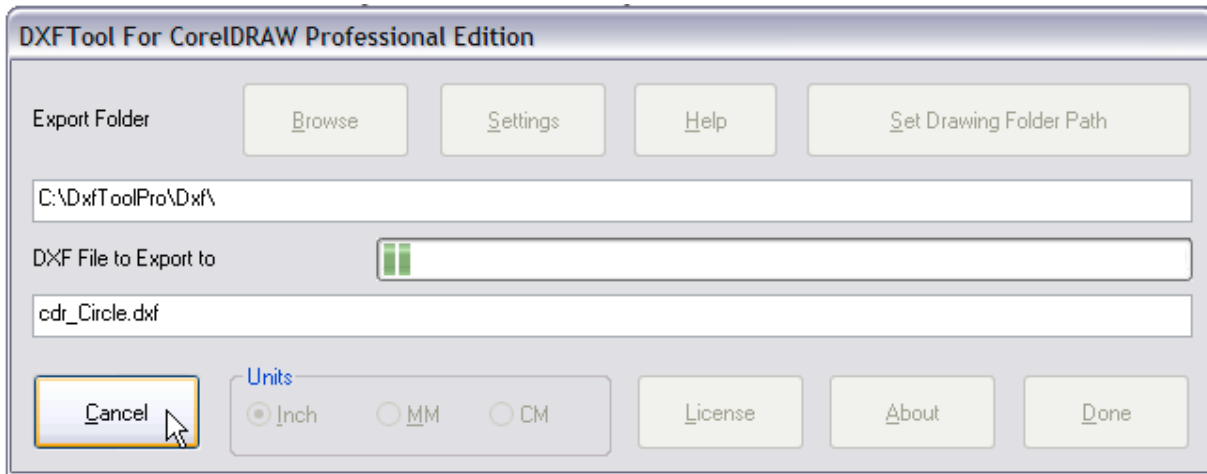 DXFTool For CorelDRAW Professional Edition
Export Folder Browse Settings Help Set Drawing Folder Path
C:\DxfToolPro\Dxf\
DXF File to Export to
cdr_Circle.dxf
Units
Cancel Inch MM CM License About Done